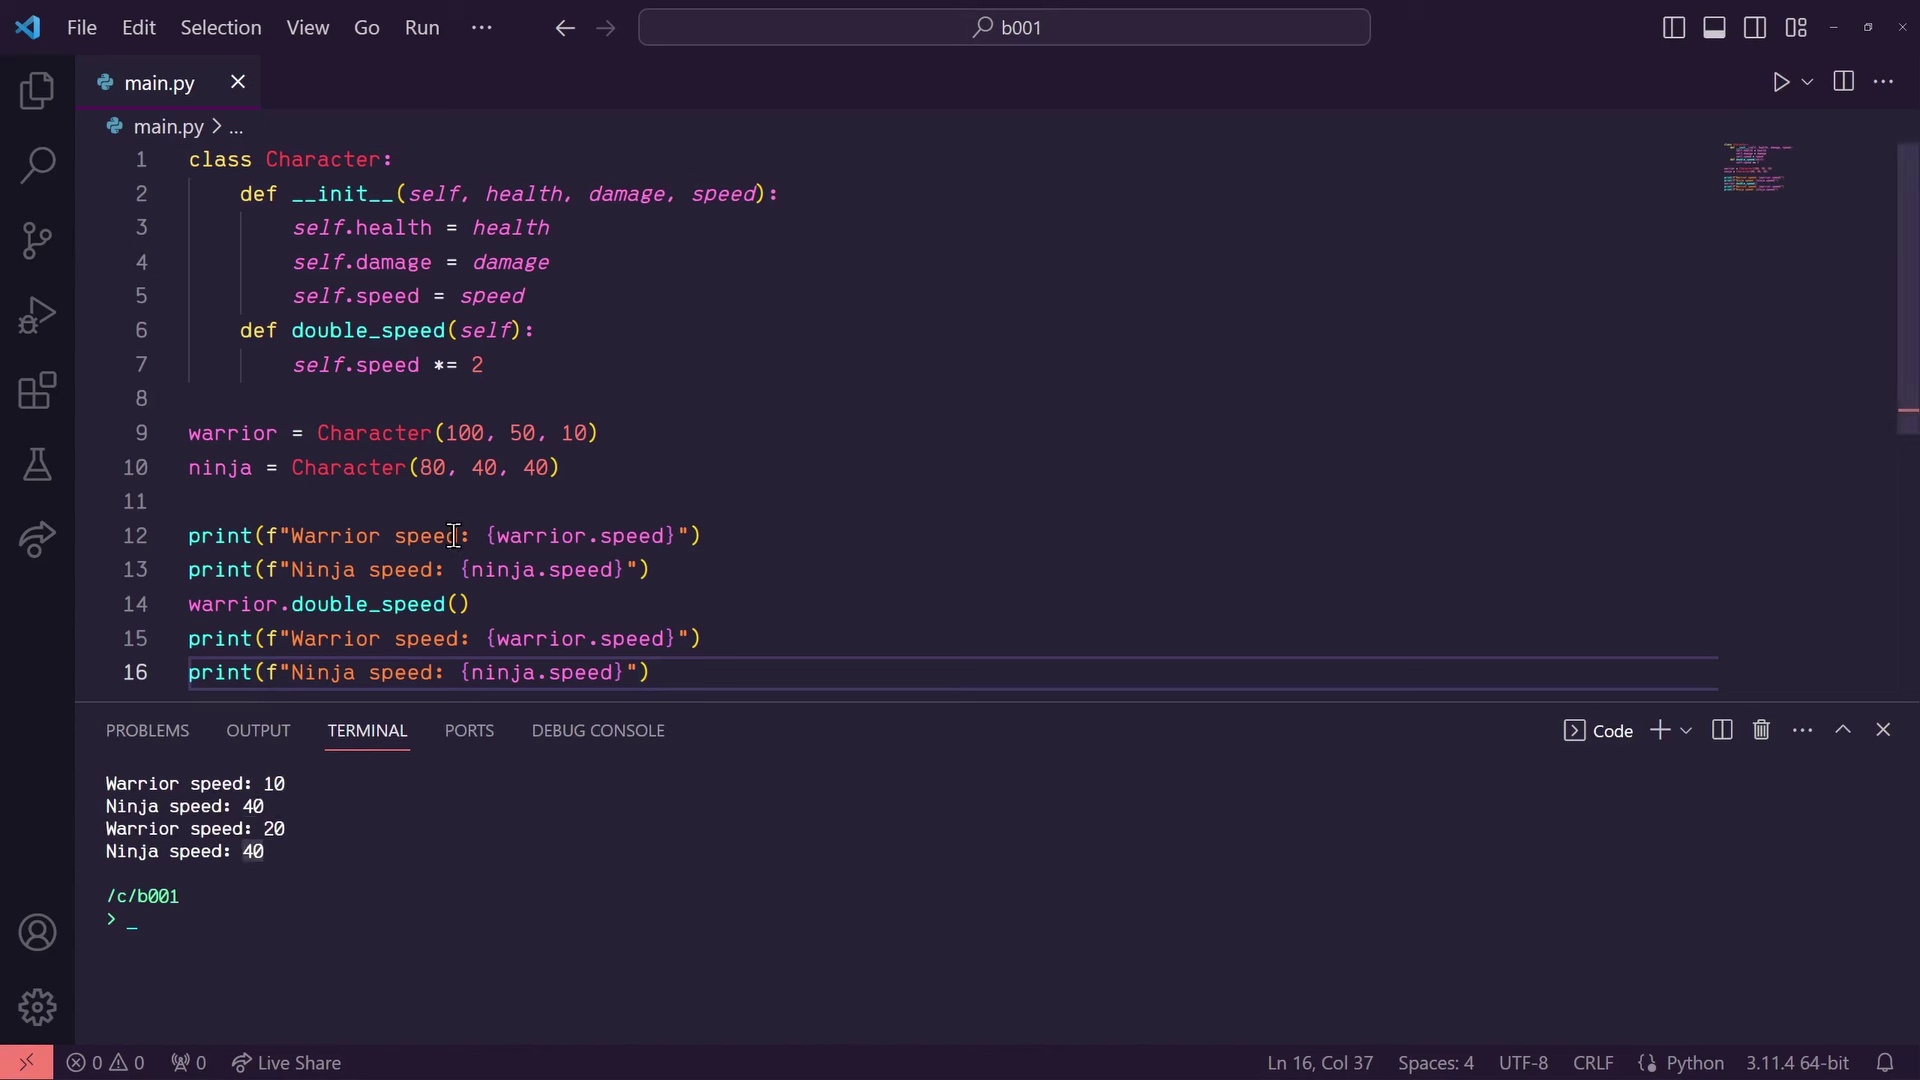 File Edit Selection View Go Run ··· b001
main.py
main.py > ...
1 class Character:
2     def __init__(self, health, damage, speed):
3         self.health = health
4         self.damage = damage
5         self.speed = speed
6     def double_speed(self):
7         self.speed *= 2
8
9 warrior = Character(100, 50, 10)
10 ninja = Character(80, 40, 40)
11
12 print(f"Warrior speed: {warrior.speed}")
13 print(f"Ninja speed: {ninja.speed}")
14 warrior.double_speed()
15 print(f"Warrior speed: {warrior.speed}")
16 print(f"Ninja speed: {ninja.speed}")
PROBLEMS OUTPUT TERMINAL PORTS DEBUG CONSOLE Code
Warrior speed: 10
Ninja speed: 40
Warrior speed: 20
Ninja speed: 40
/c/b001
> _
0 0 0 Live Share Ln 16, Col 37 Spaces: 4 UTF-8 CRLF Python 3.11.4 64-bit